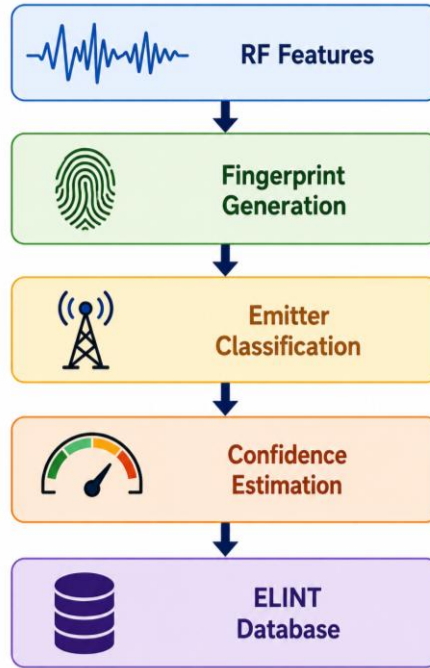 RF Features
Fingerprint
Generation
Emitter
Classification
Confidence
Estimation
ELINT
Database